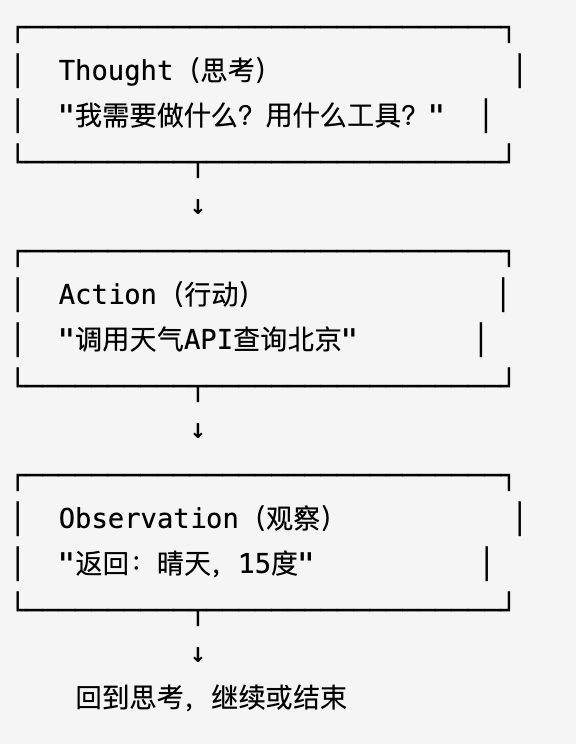 Thought（思考）
"我需要做什么？用什么工具？"
↓
Action（行动）
"调用天气API查询北京"
↓
Observation（观察）
"返回：晴天，15度"
↓
回到思考，继续或结束